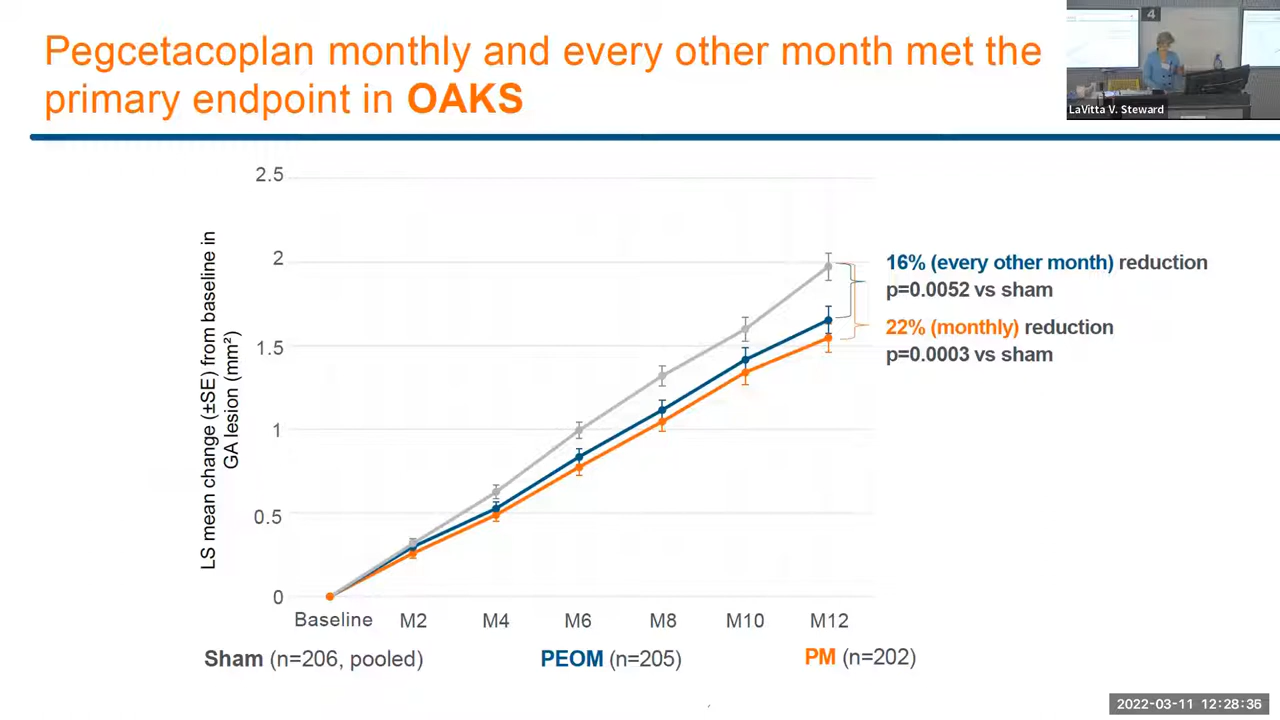 Pegcetacoplan monthly and every other month met the
primary endpoint in OAKS
4
LaVitta V. Steward
LS mean change (±SE) from baseline in
GA lesion (mm²)
2.5
2
1.5
1
0.5
0
Baseline M2 M4 M6 M8 M10 M12
16% (every other month) reduction
p=0.0052 vs sham
22% (monthly) reduction
p=0.0003 vs sham
Sham (n=206, pooled) PEOM (n=205) PM (n=202)
2022-03-11 12:28:36